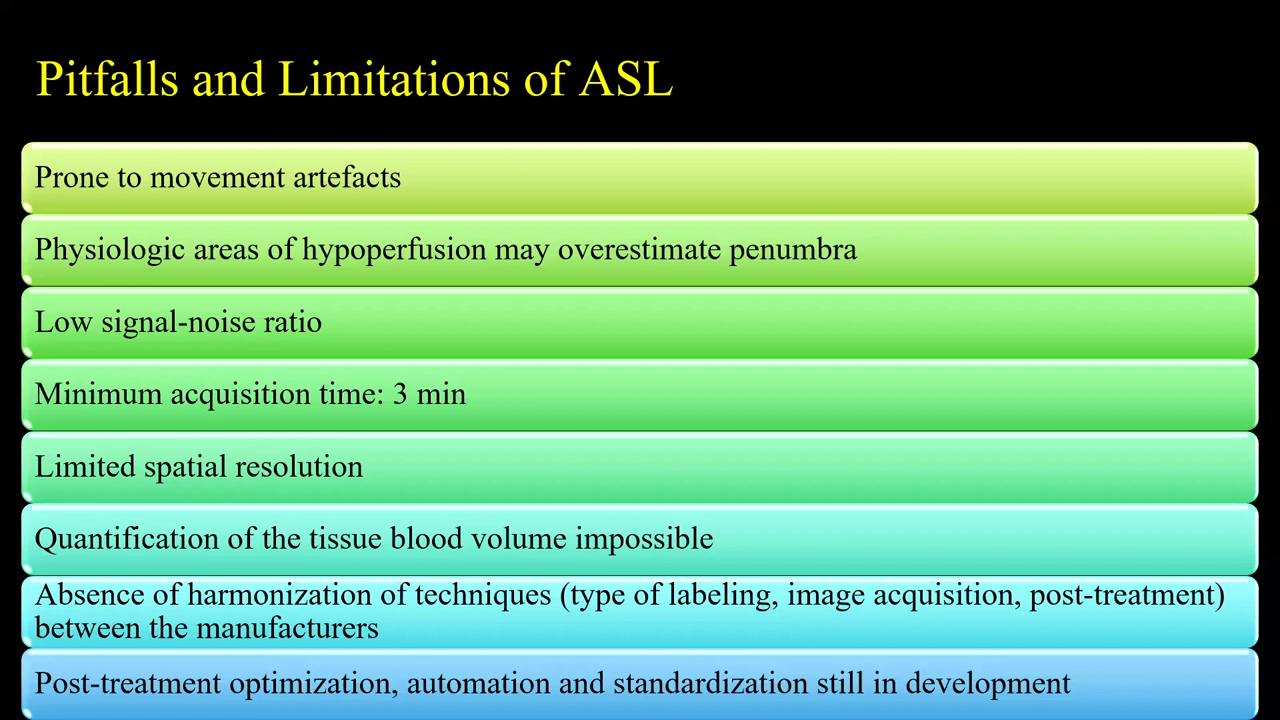 Pitfalls and Limitations of ASL
Prone to movement artefacts
Physiologic areas of hypoperfusion may overestimate penumbra
Low signal-noise ratio
Minimum acquisition time: 3 min
Limited spatial resolution
Quantification of the tissue blood volume impossible
Absence of harmonization of techniques (type of labeling, image acquisition, post-treatment)
between the manufacturers
Post-treatment optimization, automation and standardization still in development